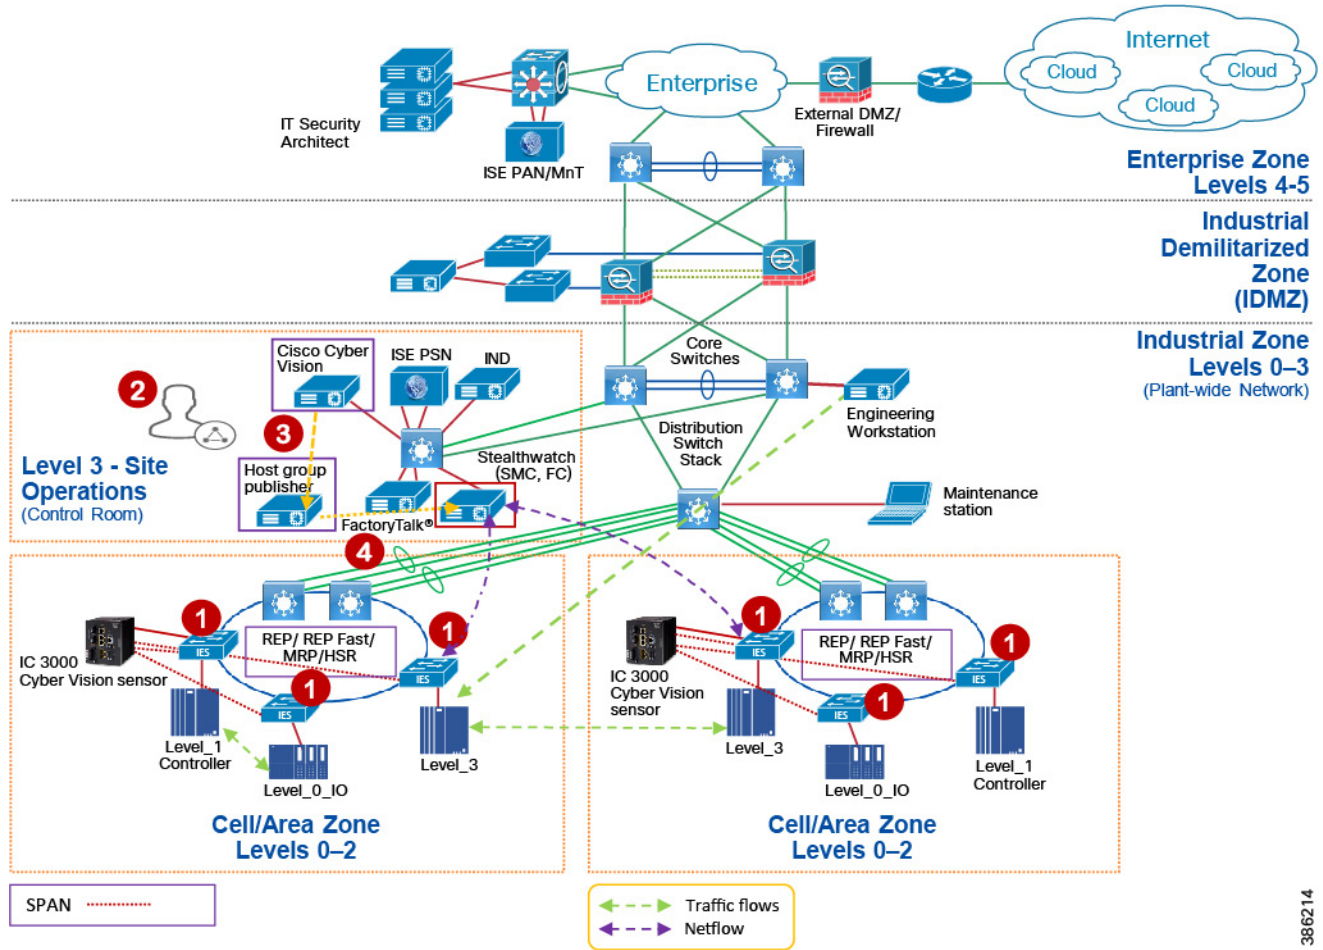 Internet
Cloud
Cloud
Cloud
Enterprise
External DMZ/
Firewall
IT Security
Architect
ISE PAN/MnT
Enterprise Zone
Levels 4-5
Industrial
Demilitarized
Zone
(IDMZ)
Industrial Zone
Levels 0–3
(Plant-wide Network)
Core
Switches
Cisco Cyber
Vision
ISE PSN
IND
2
3
Engineering
Workstation
Distribution
Switch
Stack
Level 3 - Site
Operations
(Control Room)
Host group
publisher
Stealthwatch
(SMC, FC)
FactoryTalk®
Maintenance
station
4
1
REP/ REP Fast/
MRP/HSR
1
IES
IES
1
IES
IC 3000
Cyber Vision sensor
Level_1
Controller
Level_0_IO
Level_3
Cell/Area Zone
Levels 0–2
1
REP/ REP Fast/
MRP/HSR
1
IES
IES
1
IES
IC 3000
Cyber Vision
sensor
Level_3
Level_0_IO
Level_1
Controller
Cell/Area Zone
Levels 0–2
SPAN
Traffic flows
Netflow
386214